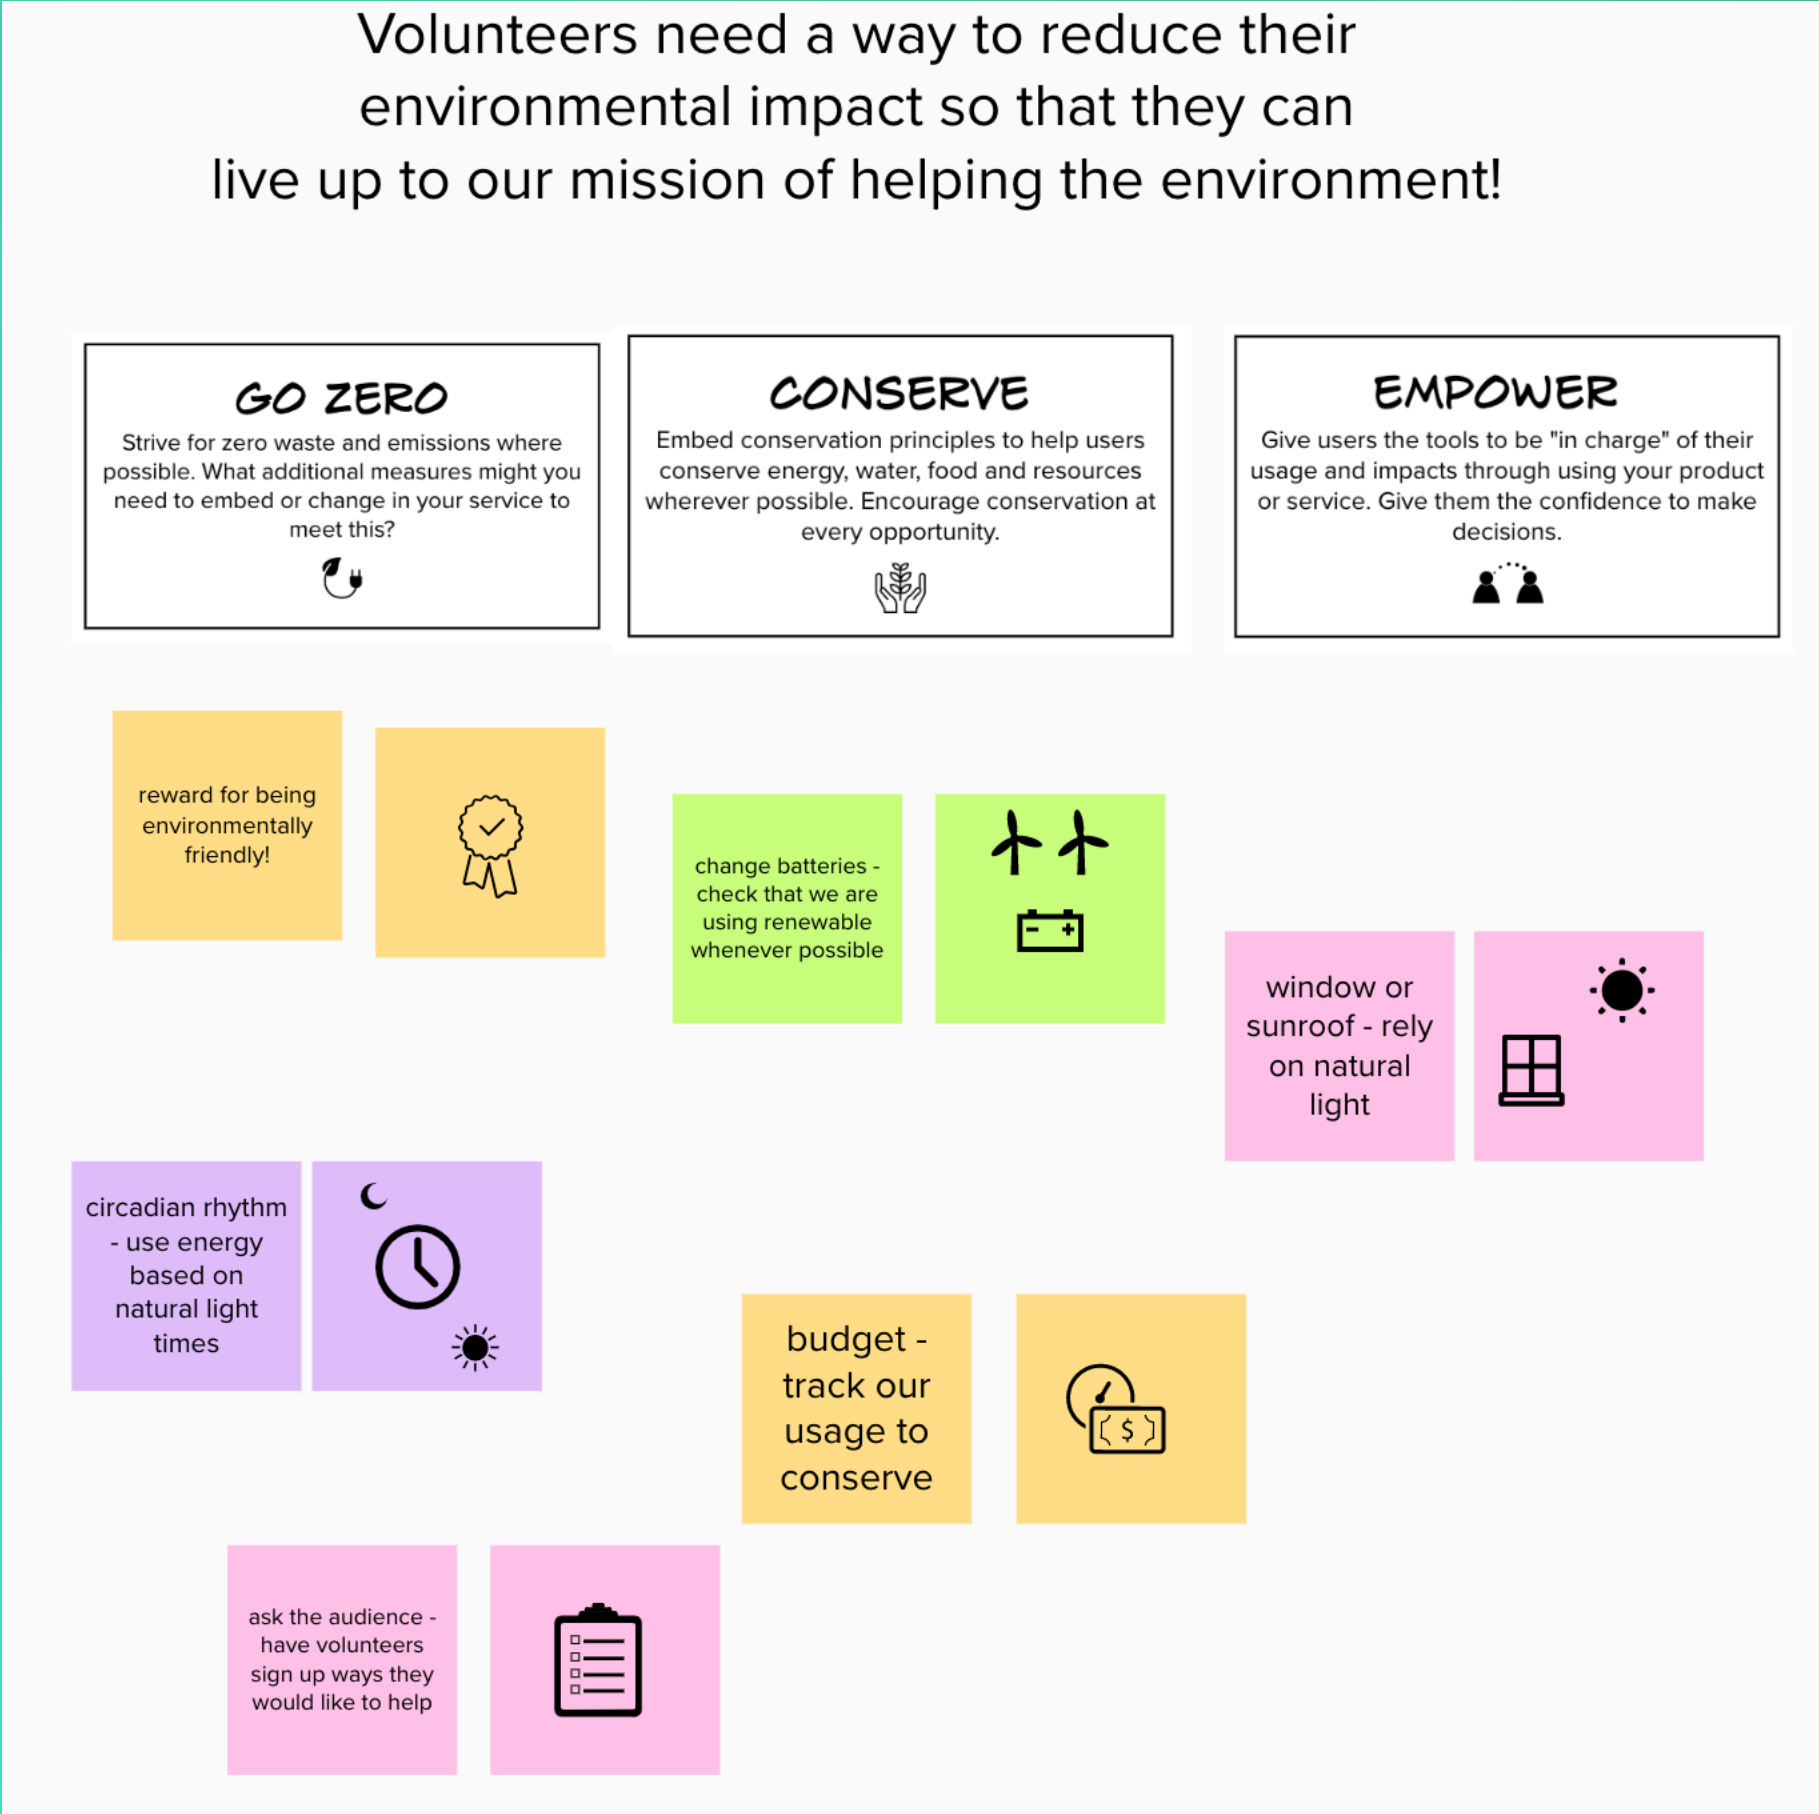 Volunteers need a way to reduce their
environmental impact so that they can
live up to our mission of helping the environment!
GO ZERO
Strive for zero waste and emissions where
possible. What additional measures might you
need to embed or change in your service to
meet this?
CONSERVE
Embed conservation principles to help users
conserve energy, water, food and resources
wherever possible. Encourage conservation at
every opportunity.
EMPOWER
Give users the tools to be "in charge" of their
usage and impacts through using your product
or service. Give them the confidence to make
decisions.
reward for being
environmentally
friendly!
change batteries -
check that we are
using renewable
whenever possible
window or
sunroof - rely
on natural
light
circadian rhythm
- use energy
based on
natural light
times
budget -
track our
usage to
conserve
$
ask the audience -
have volunteers
sign up ways they
would like to help